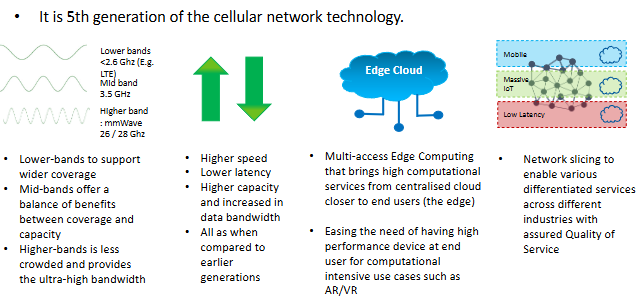 • It is 5th generation of the cellular network technology.
Lower bands
<2.6 Ghz (E.g.
LTE)
Mid band
3.5 GHz
Higher band
: mmWave
26 / 28 Ghz
Edge Cloud
Mobile
Massive
IoT
Low Latency
• Lower-bands to support
wider coverage
• Mid-bands offer a
balance of benefits
between coverage and
capacity
• Higher-bands is less
crowded and provides
the ultra-high bandwidth
• Higher speed
• Lower latency
• Higher capacity
and increased in
data bandwidth
• All as when
compared to
earlier
generations
• Multi-access Edge Computing
that brings high computational
services from centralised cloud
closer to end users (the edge)
• Easing the need of having high
performance device at end
user for computational
intensive use cases such as
AR/VR
• Network slicing to
enable various
differentiated services
across different
industries with
assured Quality of
Service